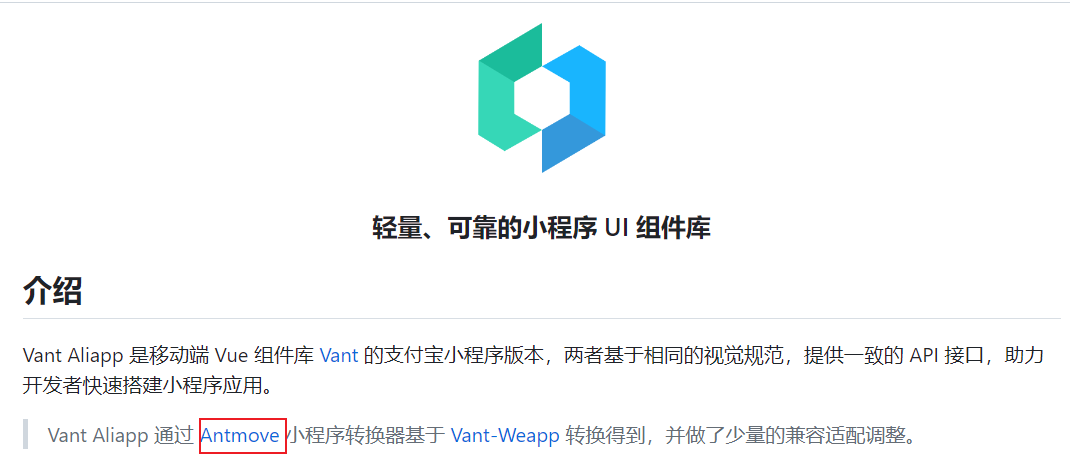 轻量、可靠的小程序 UI 组件库
介绍
Vant Aliapp 是移动端 Vue 组件库 Vant 的支付宝小程序版本，两者基于相同的视觉规范，提供一致的 API 接口，助力
开发者快速搭建小程序应用。
Vant Aliapp 通过 Antmove 小程序转换器基于 Vant-Weapp 转换得到，并做了少量的兼容适配调整。